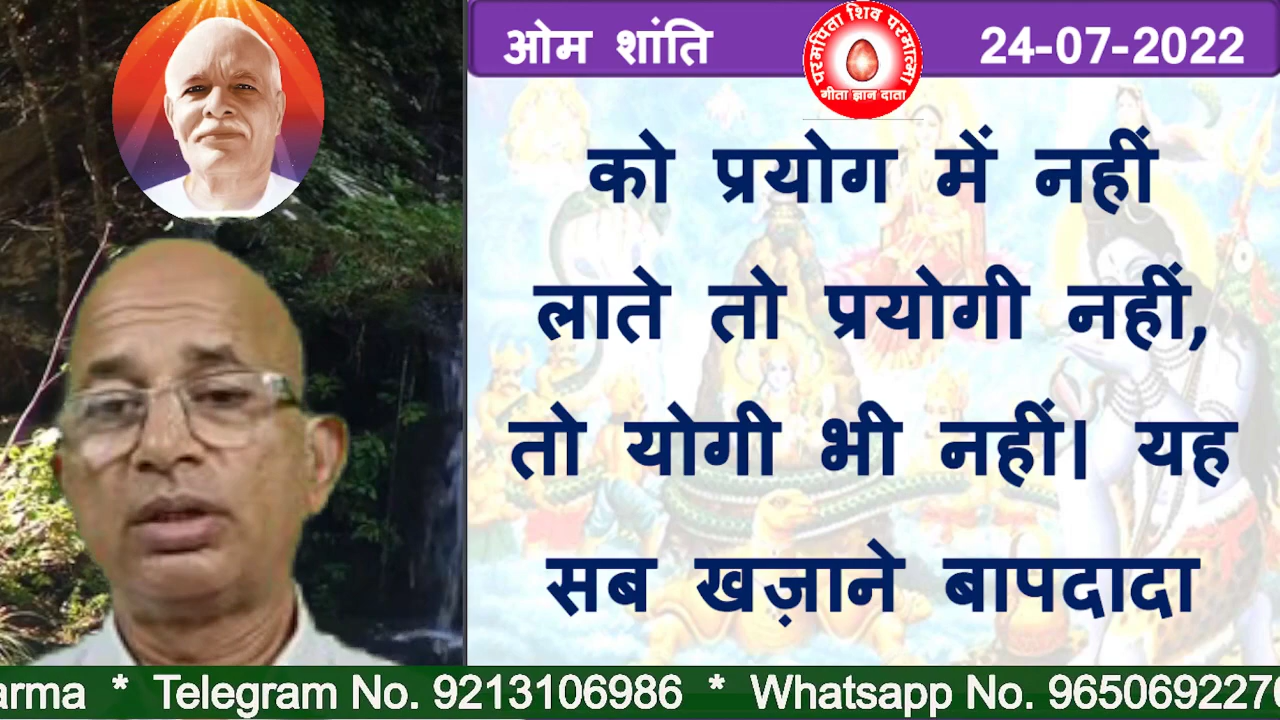 ओम शांति
परमपिता शिव परमात्मा
गीता ज्ञान दाता
24-07-2022
को प्रयोग में नहीं
लाते तो प्रयोगी नहीं,
तो योगी भी नहीं। यह
सब खज़ाने बापदादा
arma * Telegram No. 9213106986 * Whatsapp No. 965069227